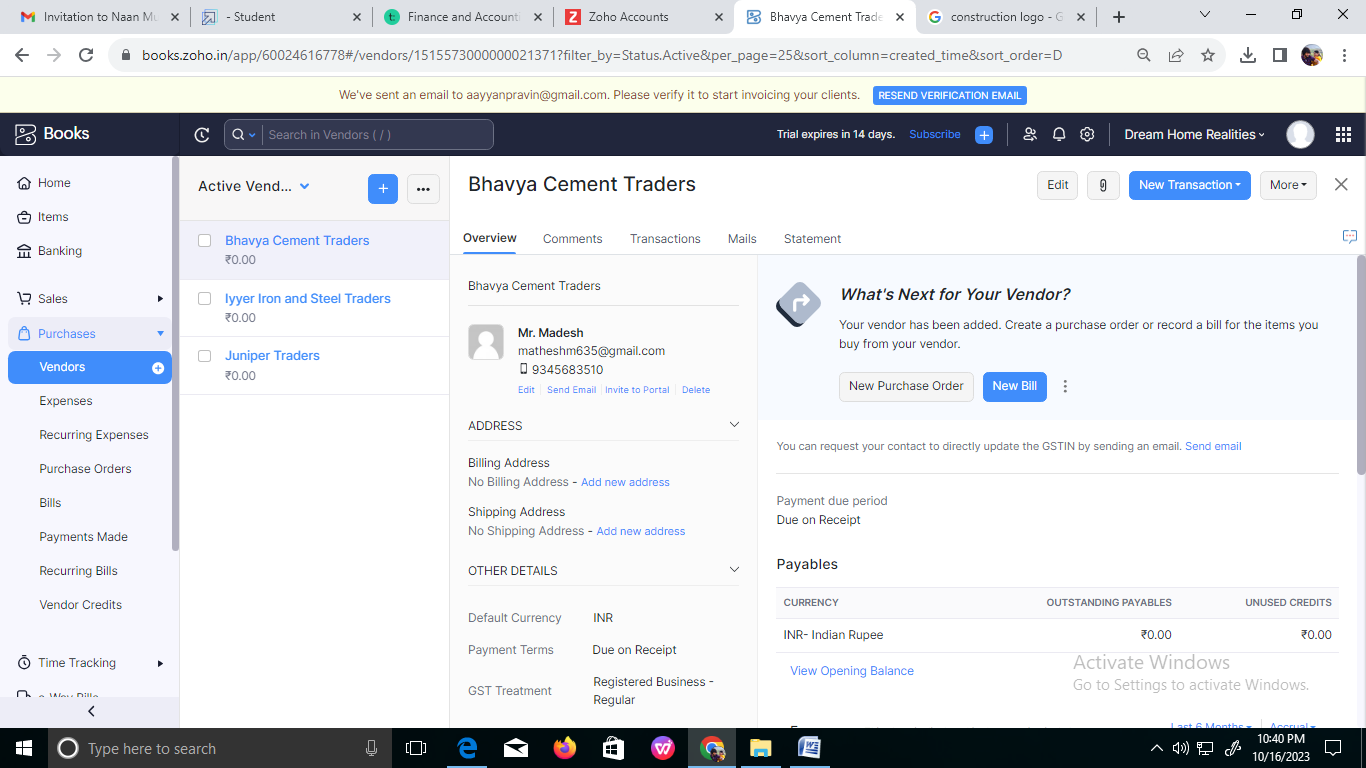 Invitation to Naan Mu
- Student
Finance and Account
Zoho Accounts
Bhavya Cement Trade
construction logo - G
books.zoho.in/app/60024616778#/vendors/1515573000000021371?filter_by=Status.Active&per_page=25&sort_column=created_time&sort_order=D
We've sent an email to aayyanpravin@gmail.com. Please verify it to start invoicing your clients.
RESEND VERIFICATION EMAIL
Books
Search in Vendors ( / )
Trial expires in 14 days.
Subscribe
Dream Home Realities
Home
Items
Banking
Sales
Purchases
Vendors
Expenses
Recurring Expenses
Purchase Orders
Bills
Payments Made
Recurring Bills
Vendor Credits
Time Tracking
e-Way Bills
Active Vend...
Bhavya Cement Traders
₹0.00
Iyyer Iron and Steel Traders
₹0.00
Juniper Traders
₹0.00
Bhavya Cement Traders
Edit
New Transaction
More
Overview
Comments
Transactions
Mails
Statement
Bhavya Cement Traders
Mr. Madesh
matheshm635@gmail.com
9345683510
Edit
Send Email
Invite to Portal
Delete
ADDRESS
Billing Address
No Billing Address - Add new address
Shipping Address
No Shipping Address - Add new address
OTHER DETAILS
Default Currency INR
Payment Terms Due on Receipt
GST Treatment Registered Business -
Regular
What's Next for Your Vendor?
Your vendor has been added. Create a purchase order or record a bill for the items you
buy from your vendor.
New Purchase Order
New Bill
You can request your contact to directly update the GSTIN by sending an email. Send email
Payment due period
Due on Receipt
Payables
CURRENCY OUTSTANDING PAYABLES UNUSED CREDITS
INR- Indian Rupee ₹0.00 ₹0.00
View Opening Balance
Activate Windows
Go to Settings to activate Windows.
Last 6 Months
Accrual
Type here to search
10:40 PM
10/16/2023